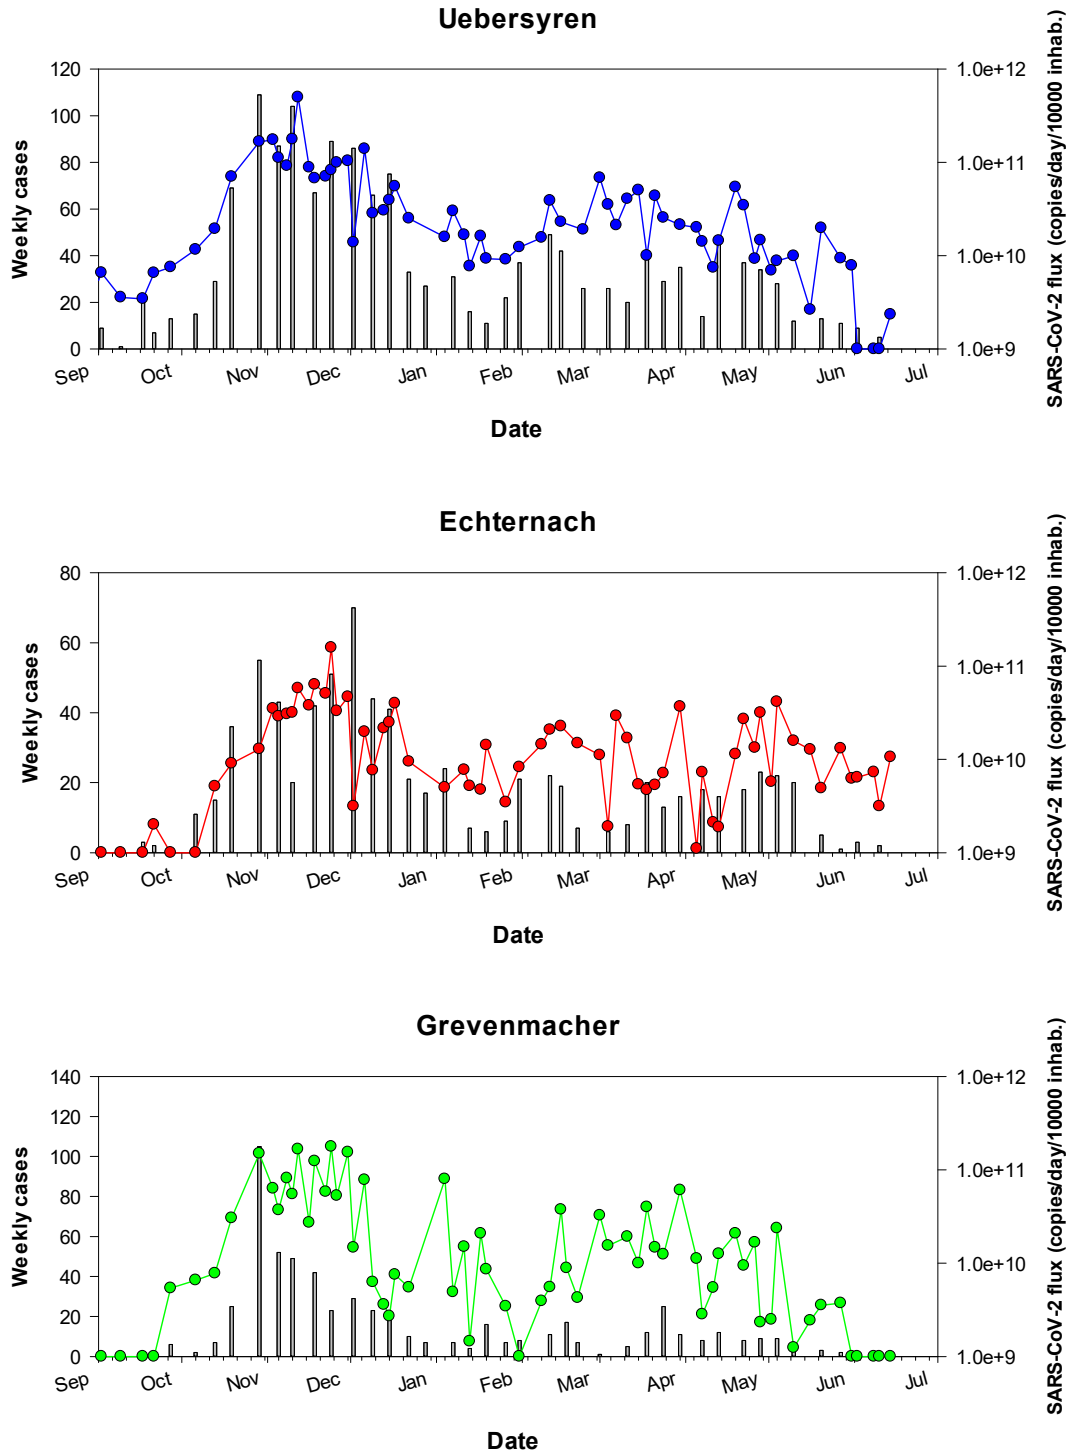 Uebersyren
120
100
80
60
40
20
0
Weekly cases
1.0e+12
1.0e+11
1.0e+10
1.0e+9
SARS-CoV-2 flux (copies/day/10000 inhab.)
Sep Oct Nov Dec Jan Feb Mar Apr May Jun Jul
Date
Echternach
80
60
40
20
0
Weekly cases
1.0e+12
1.0e+11
1.0e+10
1.0e+9
SARS-CoV-2 flux (copies/day/10000 inhab.)
Sep Oct Nov Dec Jan Feb Mar Apr May Jun Jul
Date
Grevenmacher
140
120
100
80
60
40
20
0
Weekly cases
1.0e+12
1.0e+11
1.0e+10
1.0e+9
SARS-CoV-2 flux (copies/day/10000 inhab.)
Sep Oct Nov Dec Jan Feb Mar Apr May Jun Jul
Date